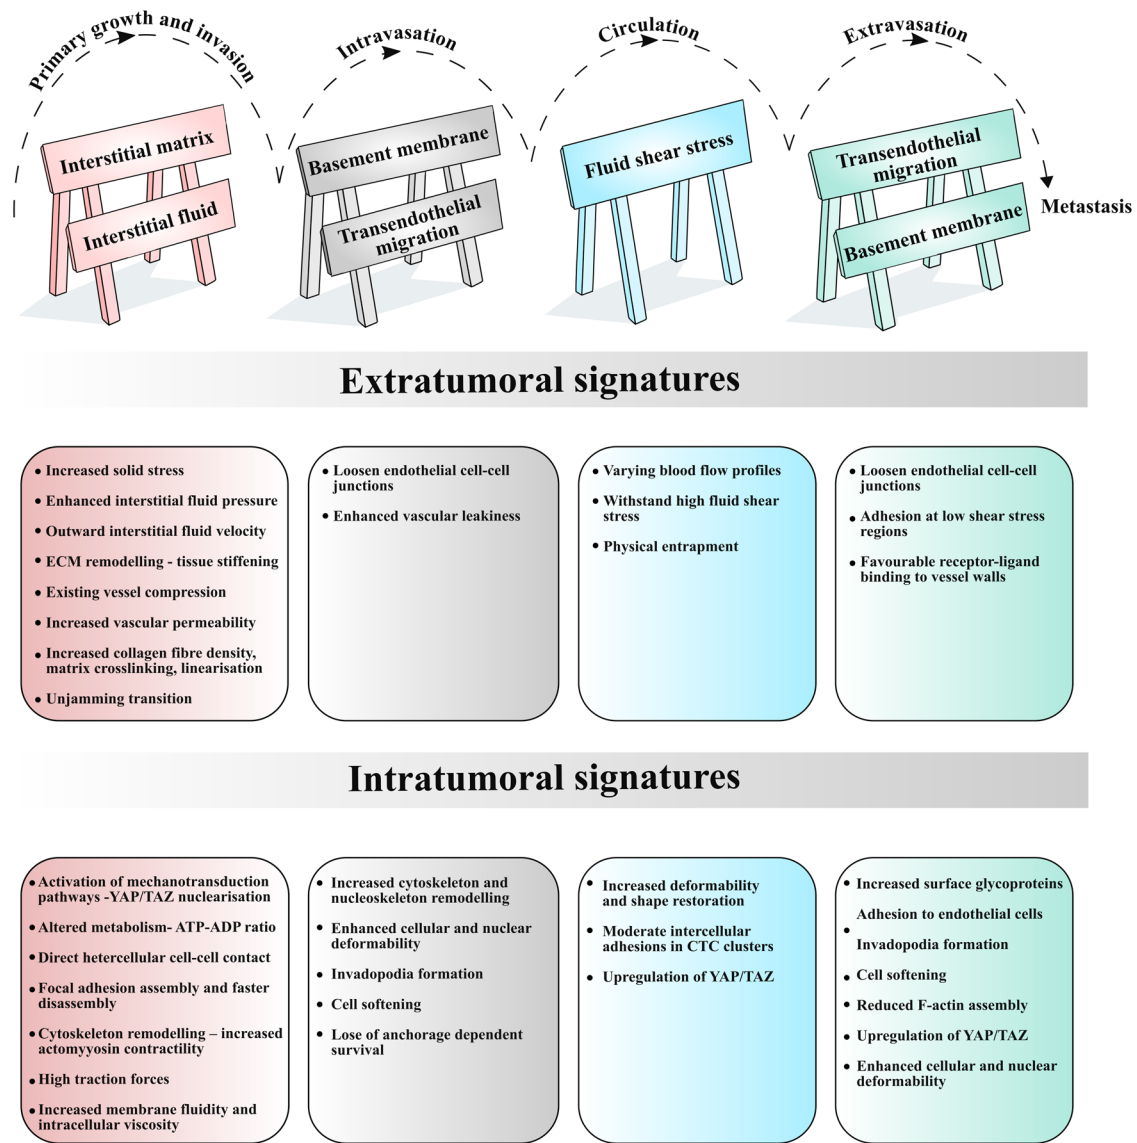 Primary growth and invasion
Intravasation
Circulation
Extravasation
Interstitial matrix
Interstitial fluid
Basement membrane
Transendothelial
migration
Fluid shear stress
Transendothelial
migration
Basement membrane
Metastasis
Extratumoral signatures
• Increased solid stress
• Enhanced interstitial fluid pressure
• Outward interstitial fluid velocity
• ECM remodelling - tissue stiffening
• Existing vessel compression
• Increased vascular permeability
• Increased collagen fibre density,
matrix crosslinking, linearisation
• Unjamming transition
• Loosen endothelial cell-cell
junctions
• Enhanced vascular leakiness
• Varying blood flow profiles
• Withstand high fluid shear
stress
• Physical entrapment
• Loosen endothelial cell-cell
junctions
• Adhesion at low shear stress
regions
• Favourable receptor-ligand
binding to vessel walls
Intratumoral signatures
• Activation of mechanotransduction
pathways -YAP/TAZ nuclearisation
• Altered metabolism- ATP-ADP ratio
• Direct hetercellular cell-cell contact
• Focal adhesion assembly and faster
disassembly
• Cytoskeleton remodelling – increased
actomyyosin contractility
• High traction forces
• Increased membrane fluidity and
intracellular viscosity
• Increased cytoskeleton and
nucleoskeleton remodelling
• Enhanced cellular and nuclear
deformability
• Invadopodia formation
• Cell softening
• Lose of anchorage dependent
survival
• Increased deformability
and shape restoration
• Moderate intercellular
adhesions in CTC clusters
• Upregulation of YAP/TAZ
• Increased surface glycoproteins
Adhesion to endothelial cells
•
Invadopodia formation
• Cell softening
• Reduced F-actin assembly
• Upregulation of YAP/TAZ
• Enhanced cellular and nuclear
deformability